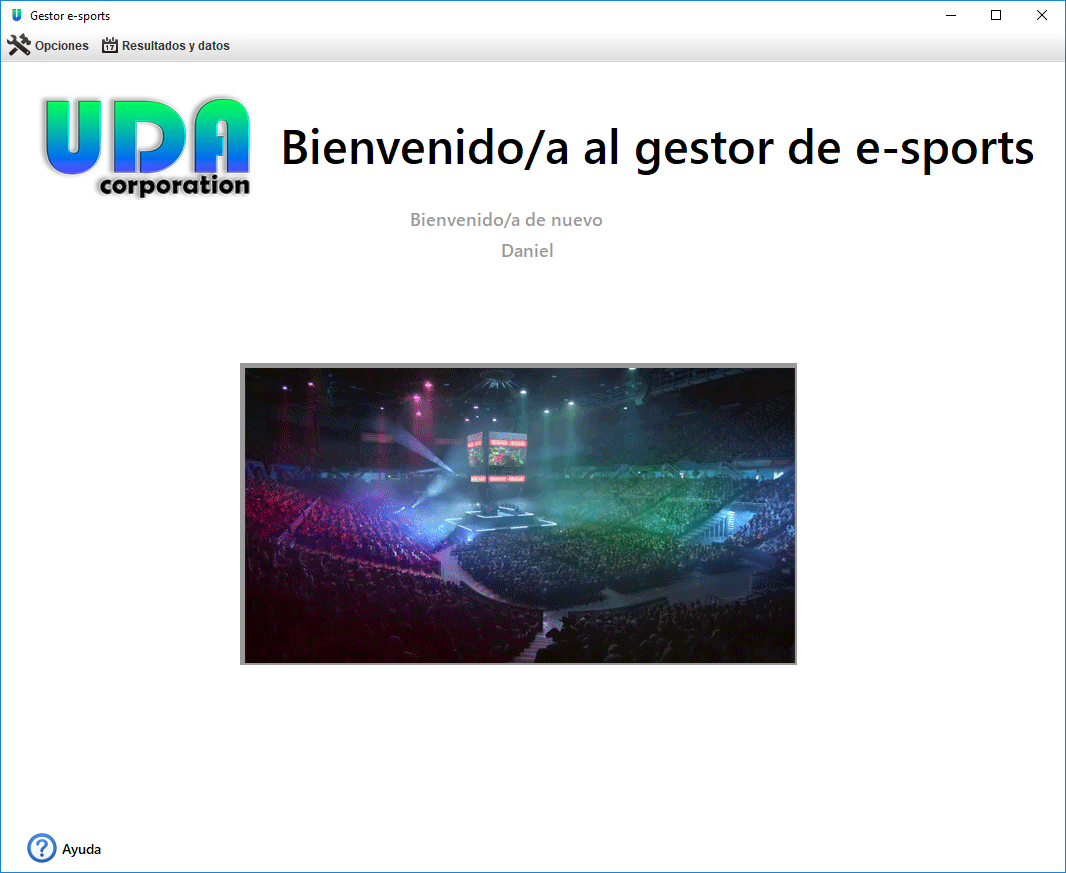 Gestor e-sports
Opciones
17
Resultados y datos
UDA
corporation
Bienvenido/a al gestor de e-sports
Bienvenido/a de nuevo
Daniel
? Ayuda